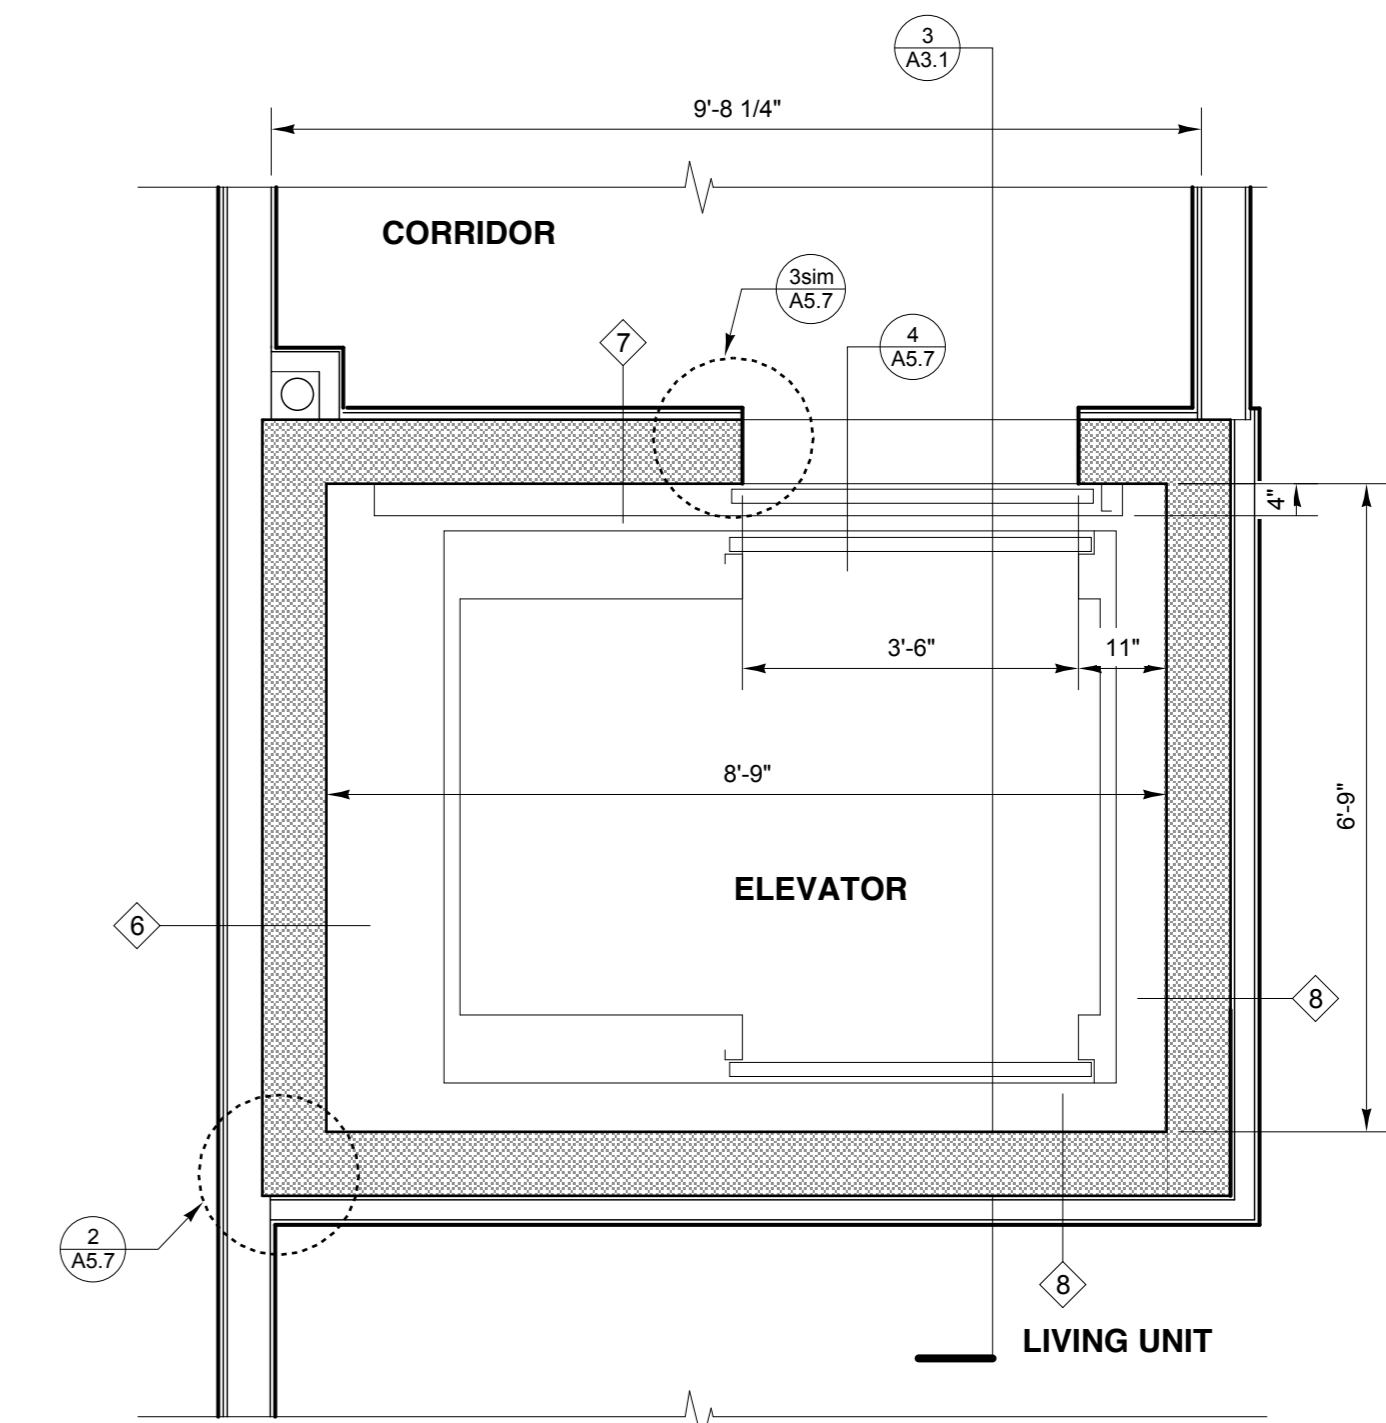 3
A3.1
9'-8 1/4"
CORRIDOR
3sim
A5.7
4
A5.7
7
4"
3'-6"
11"
8'-9"
6'-9"
ELEVATOR
6
8
2
A5.7
8
LIVING UNIT